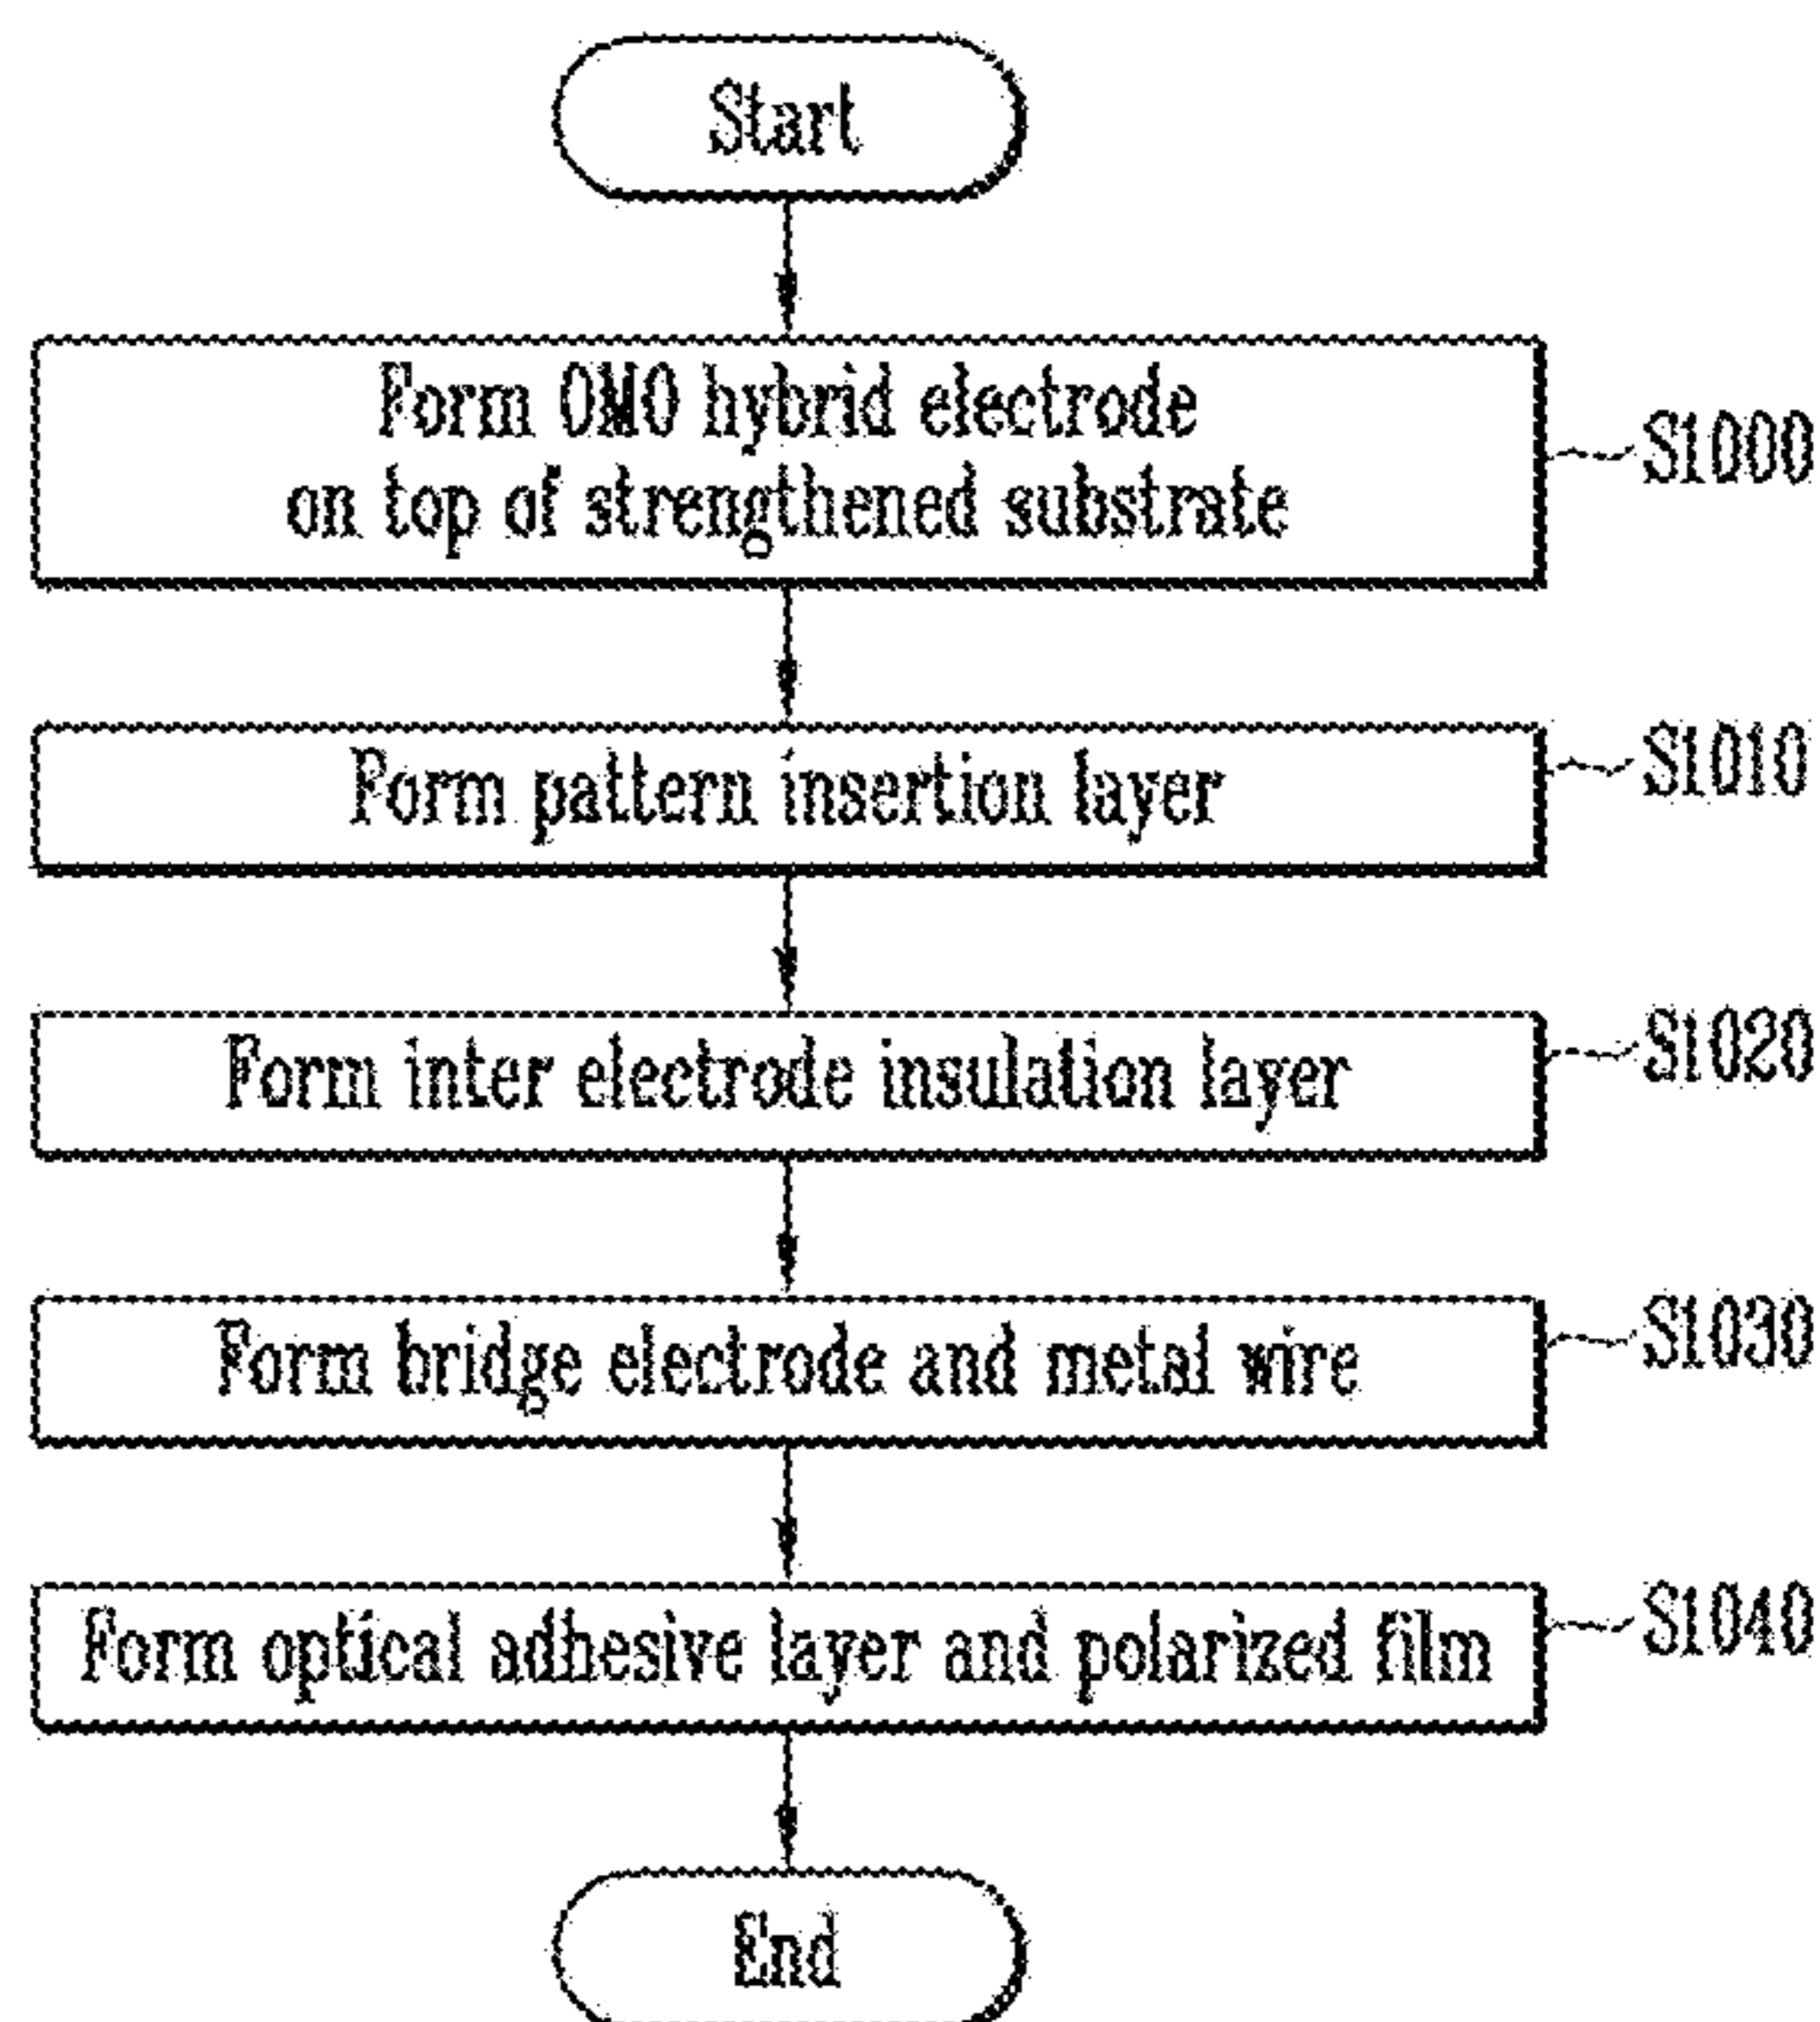 Start
Form OMO hybrid electrode
on top of strengthened substrate
S1000
Form pattern insertion layer
S1010
Form inter electrode insulation layer
S1020
Form bridge electrode and metal wire
S1030
Form optical adhesive layer and polarized film
S1040
End